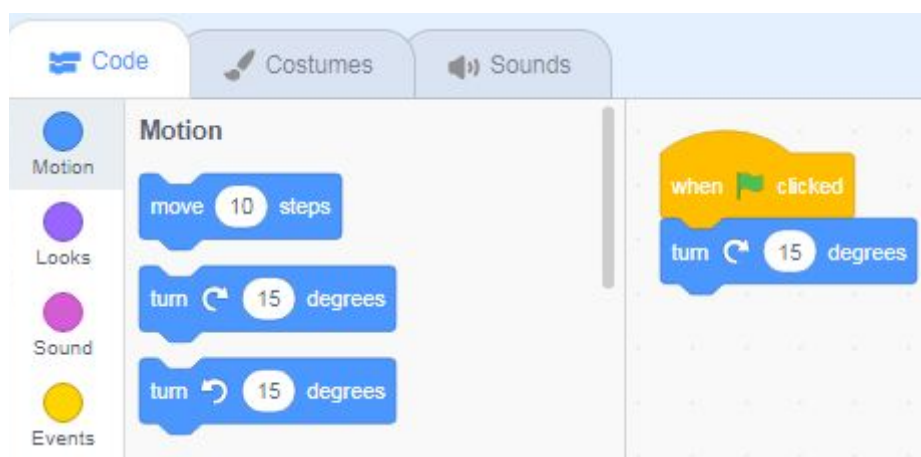 Code
Costumes
Sounds
Motion
Looks
Sound
Events
Motion
move 10 steps
turn 15 degrees
turn 15 degrees
when clicked
turn 15 degrees